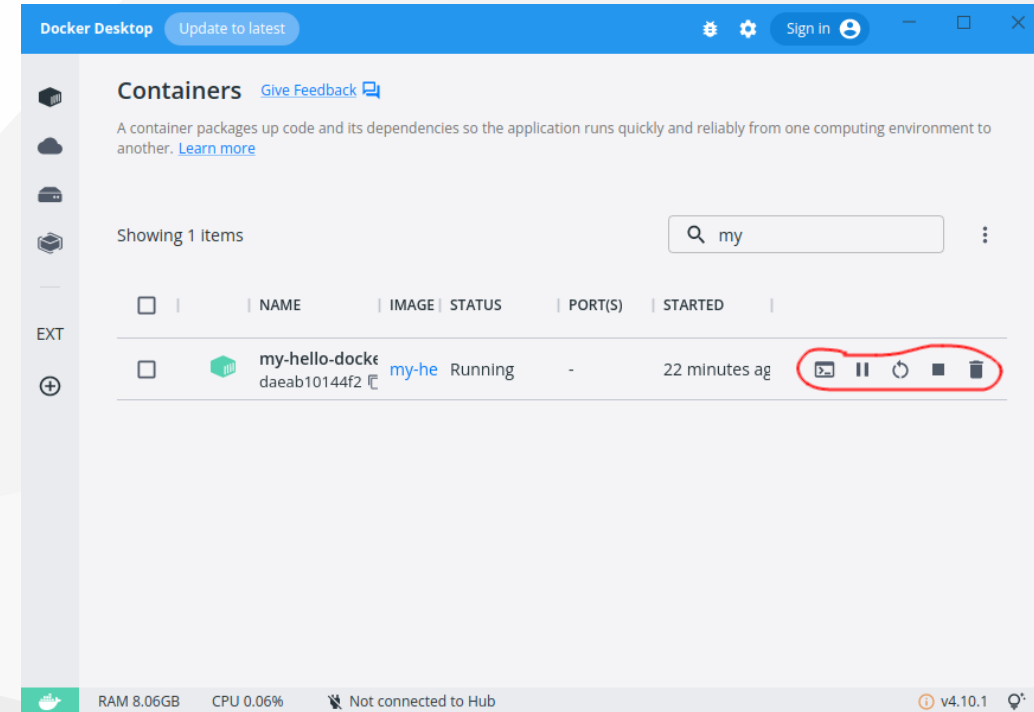 Docker Desktop Update to latest Sign in
Containers Give Feedback
A container packages up code and its dependencies so the application runs quickly and reliably from one computing environment to
another. Learn more
Showing 1 items my
NAME IMAGE STATUS PORT(S) STARTED
EXT
my-hello-docke
daeab10144f2 my-he Running - 22 minutes ag
RAM 8.06GB CPU 0.06% Not connected to Hub v4.10.1